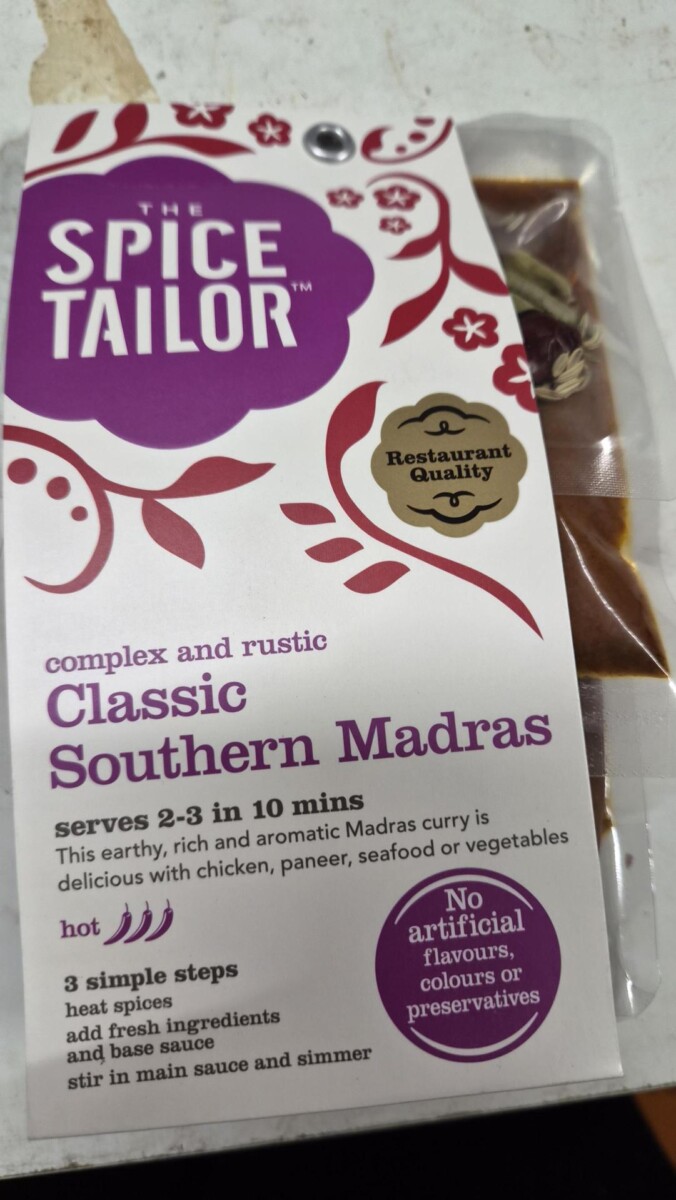 THE
SPICE
TAILOR™
Restaurant
Quality
complex and rustic
Classic
Southern Madras
serves 2-3 in 10 mins
This earthy, rich and aromatic Madras curry is
delicious with chicken, paneer, seafood or vegetables
hot
No
artificial
flavours,
colours or
preservatives
3 simple steps
heat spices
add fresh ingredients
and base sauce
stir in main sauce and simmer